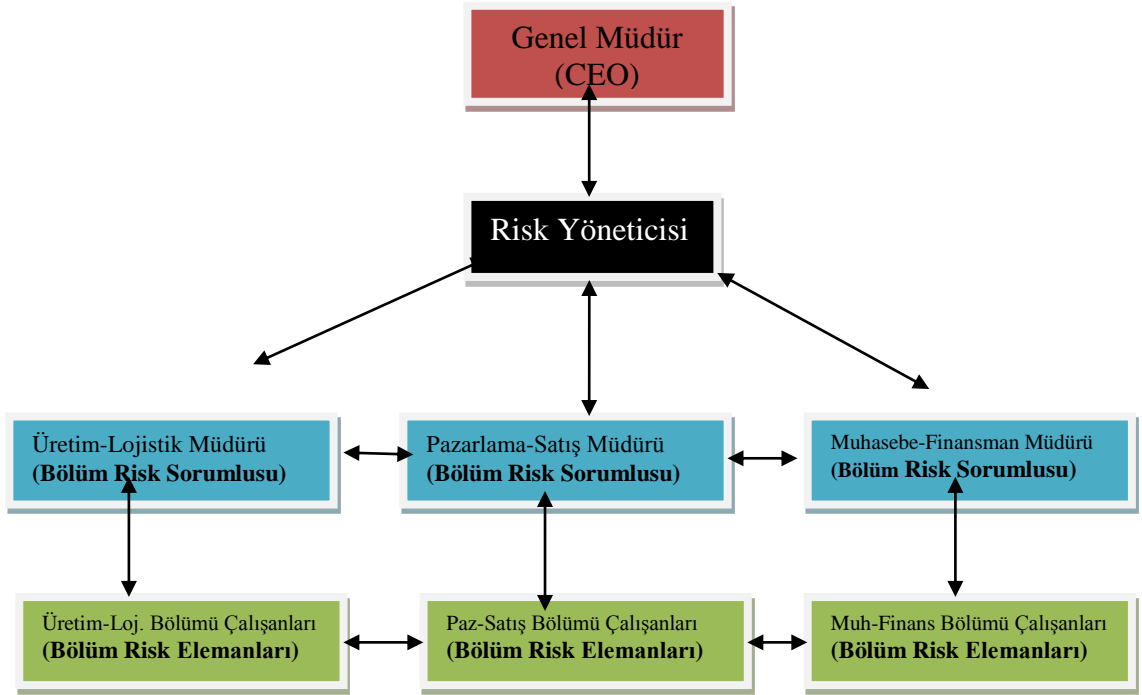 Genel Müdür
(CEO)
Risk Yöneticisi
Üretim-Lojistik Müdürü
(Bölüm Risk Sorumlusu)
Pazarlama-Satış Müdürü
(Bölüm Risk Sorumlusu)
Muhasebe-Finansman Müdürü
(Bölüm Risk Sorumlusu)
Üretim-Loj. Bölümü Çalışanları
(Bölüm Risk Elemanları)
Paz-Satış Bölümü Çalışanları
(Bölüm Risk Elemanları)
Muh-Finans Bölümü Çalışanları
(Bölüm Risk Elemanları)